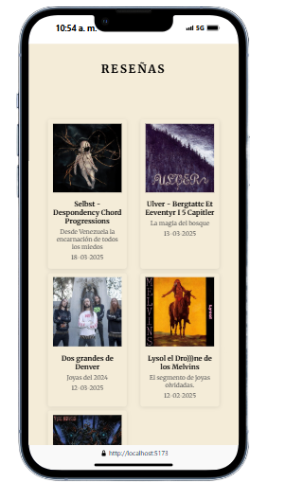 10:54 a. m.
5G
RESEÑAS
ULVER
Selbst -
Despondency Chord
Progressions
Desde Venezuela la
encarnación de todos
los miedos
18-03-2025
Ulver - Bergtattc Et
Eeventyr I 5 Capitler
La magia del bosque
13-03-2025
MELVINS
Dos grandes de
Denver
Joyas del 2024
12-03-2025
Lysol el Dro)))ne de
los Melvins
El segmento de Joyas
olvidadas.
12-02-2025
http://localhost:5173